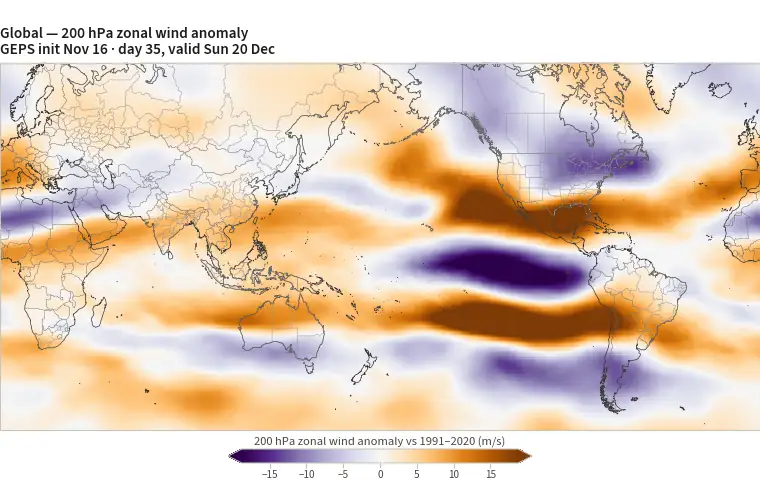 Global — 200 hPa zonal wind anomaly
GEPS init Nov 16 · day 35, valid Sun 20 Dec
200 hPa zonal wind anomaly vs 1991–2020 (m/s)
−15 −10 −5 0 5 10 15